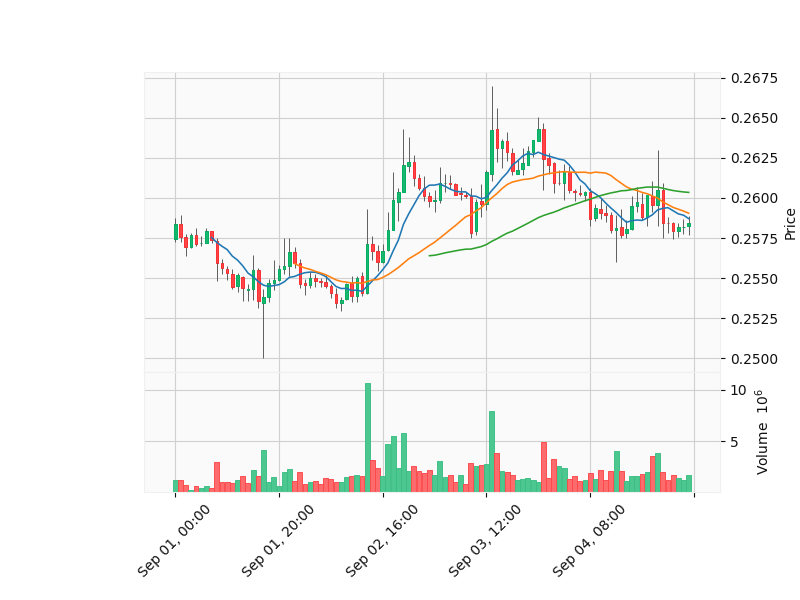 0.2675
0.2650
0.2625
0.2600
0.2575
0.2550
0.2525
0.2500
Price
10
5
Volume 10⁶
Sep 01, 00:00
Sep 01, 20:00
Sep 02, 16:00
Sep 03, 12:00
Sep 04, 08:00